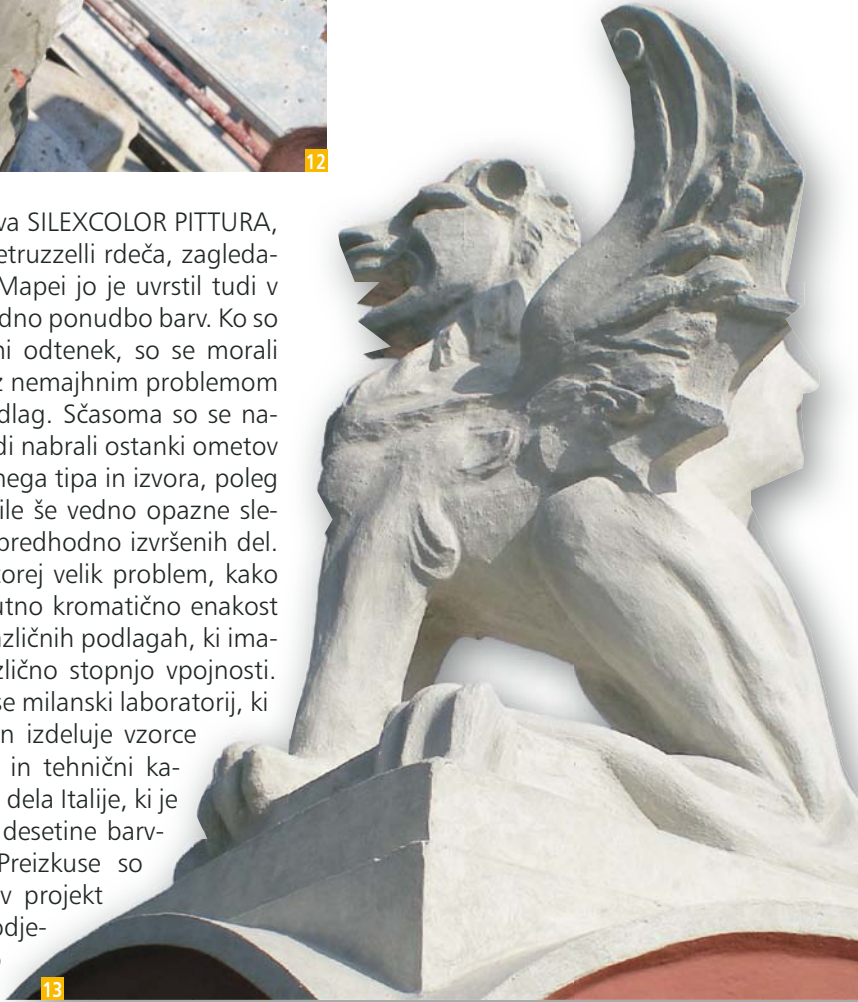 12
va SILEXCOLOR PITTURA,
etruzzelli rdeča, zagleda-
Mapei jo je uvrstil tudi v
dno ponudbo barv. Ko so
ni odtenek, so se morali
z nemajhnim problemom
dlag. Sčasoma so se na-
di nabrali ostanki ometov
nega tipa in izvora, poleg
ile še vedno opazne sle-
predhodno izvršenih del.
torej velik problem, kako
utno kromatično enakost
azličnih podlagah, ki ima-
zlično stopnjo vpojnosti.
se milanski laboratorij, ki
n izdeluje vzorce
in tehnični ka-
dela Italije, ki je
desetine barv-
Preizkuse so
v projekt
odje-
13